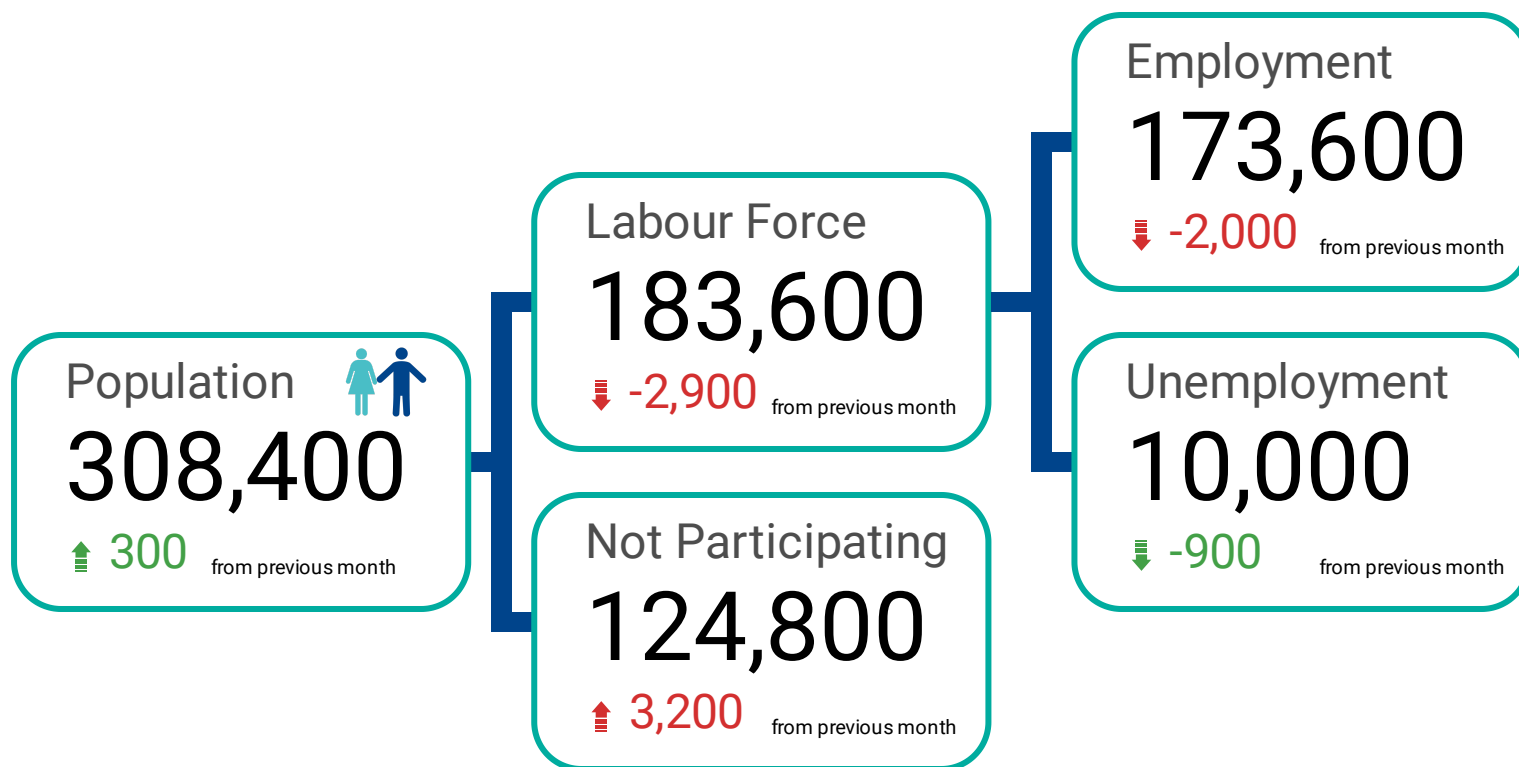 Population
308,400
300 from previous month
Labour Force
183,600
-2,900 from previous month
Not Participating
124,800
3,200 from previous month
Employment
173,600
-2,000 from previous month
Unemployment
10,000
-900 from previous month